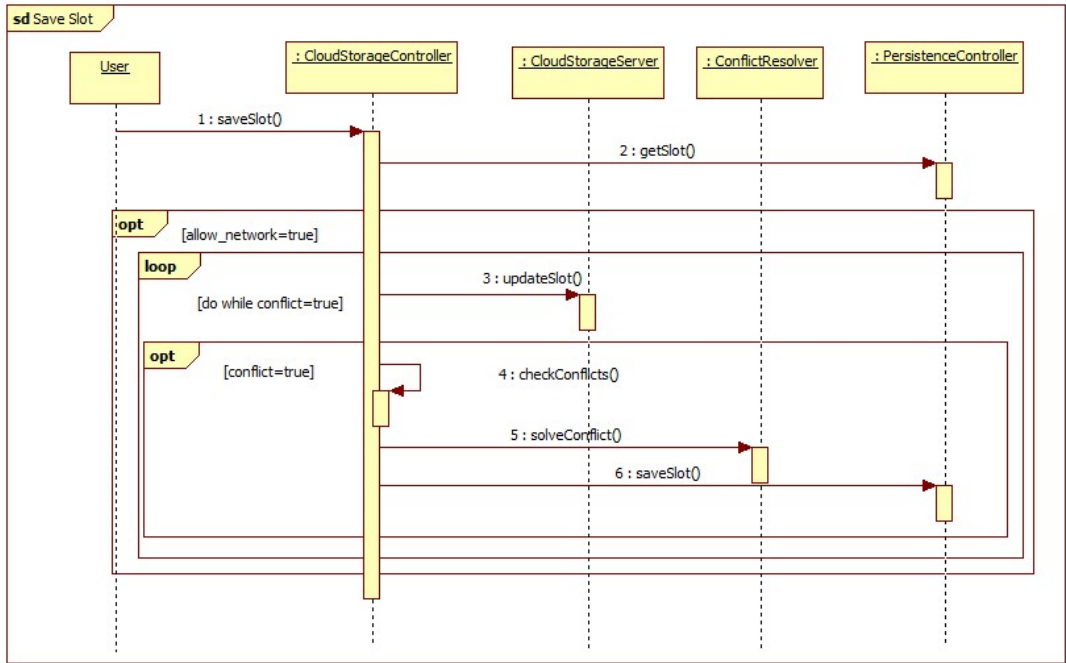 sd Save Slot
User
: CloudStorageController
: CloudStorageServer
: ConflictResolver
: PersistenceController
1 : saveSlot()
2 : getSlot()
opt
[allow_network=true]
loop
3 : updateSlot()
[do while conflict=true]
opt
[conflict=true]
4 : checkConflicts()
5 : solveConflict()
6 : saveSlot()